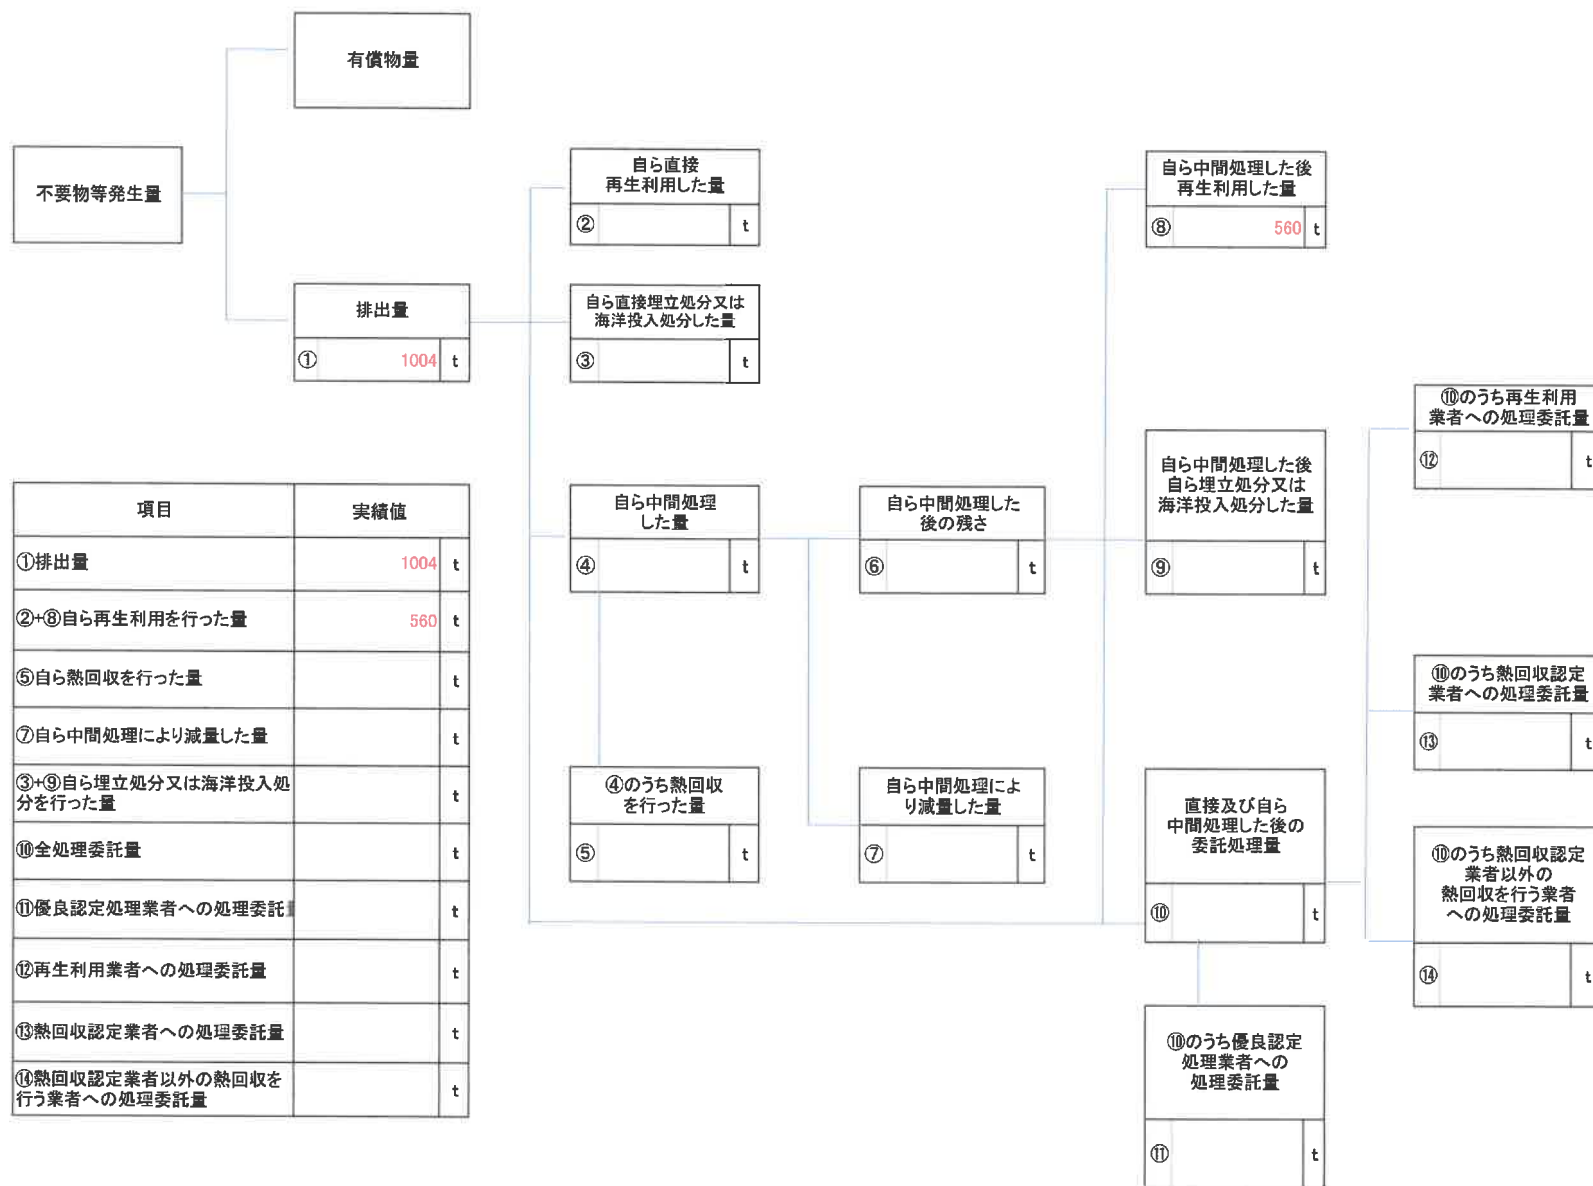 有償物量
不要物等発生量
排出量
① 1004 t
自ら直接
再生利用した量
② t
自ら直接埋立処分又は
海洋投入処分した量
③ t
自ら中間処理した後
再生利用した量
⑧ 560 t
項目 実績値
①排出量 1004 t
②+⑧自ら再生利用を行った量 560 t
⑤自ら熱回収を行った量 t
⑦自ら中間処理により減量した量 t
③+⑨自ら埋立処分又は海洋投入処
分を行った量 t
⑩全処理委託量 t
⑪優良認定処理業者への処理委託 t
⑫再生利用業者への処理委託量 t
⑬熱回収認定業者への処理委託量 t
⑭熱回収認定業者以外の熱回収を
行う業者への処理委託量 t
自ら中間処理
した量
④ t
自ら中間処理した
後の残さ
⑥ t
自ら中間処理した後
自ら埋立処分又は
海洋投入処分した量
⑨ t
④のうち熱回収
を行った量
⑤ t
自ら中間処理によ
り減量した量
⑦ t
直接及び自ら
中間処理した後の
委託処理量
⑩ t
⑩のうち優良認定
処理業者への
処理委託量
⑪ t
⑩のうち再生利用
業者への処理委託量
⑫ t
⑩のうち熱回収認定
業者への処理委託量
⑬ t
⑩のうち熱回収認定
業者以外の
熱回収を行う業者
への処理委託量
⑭ t